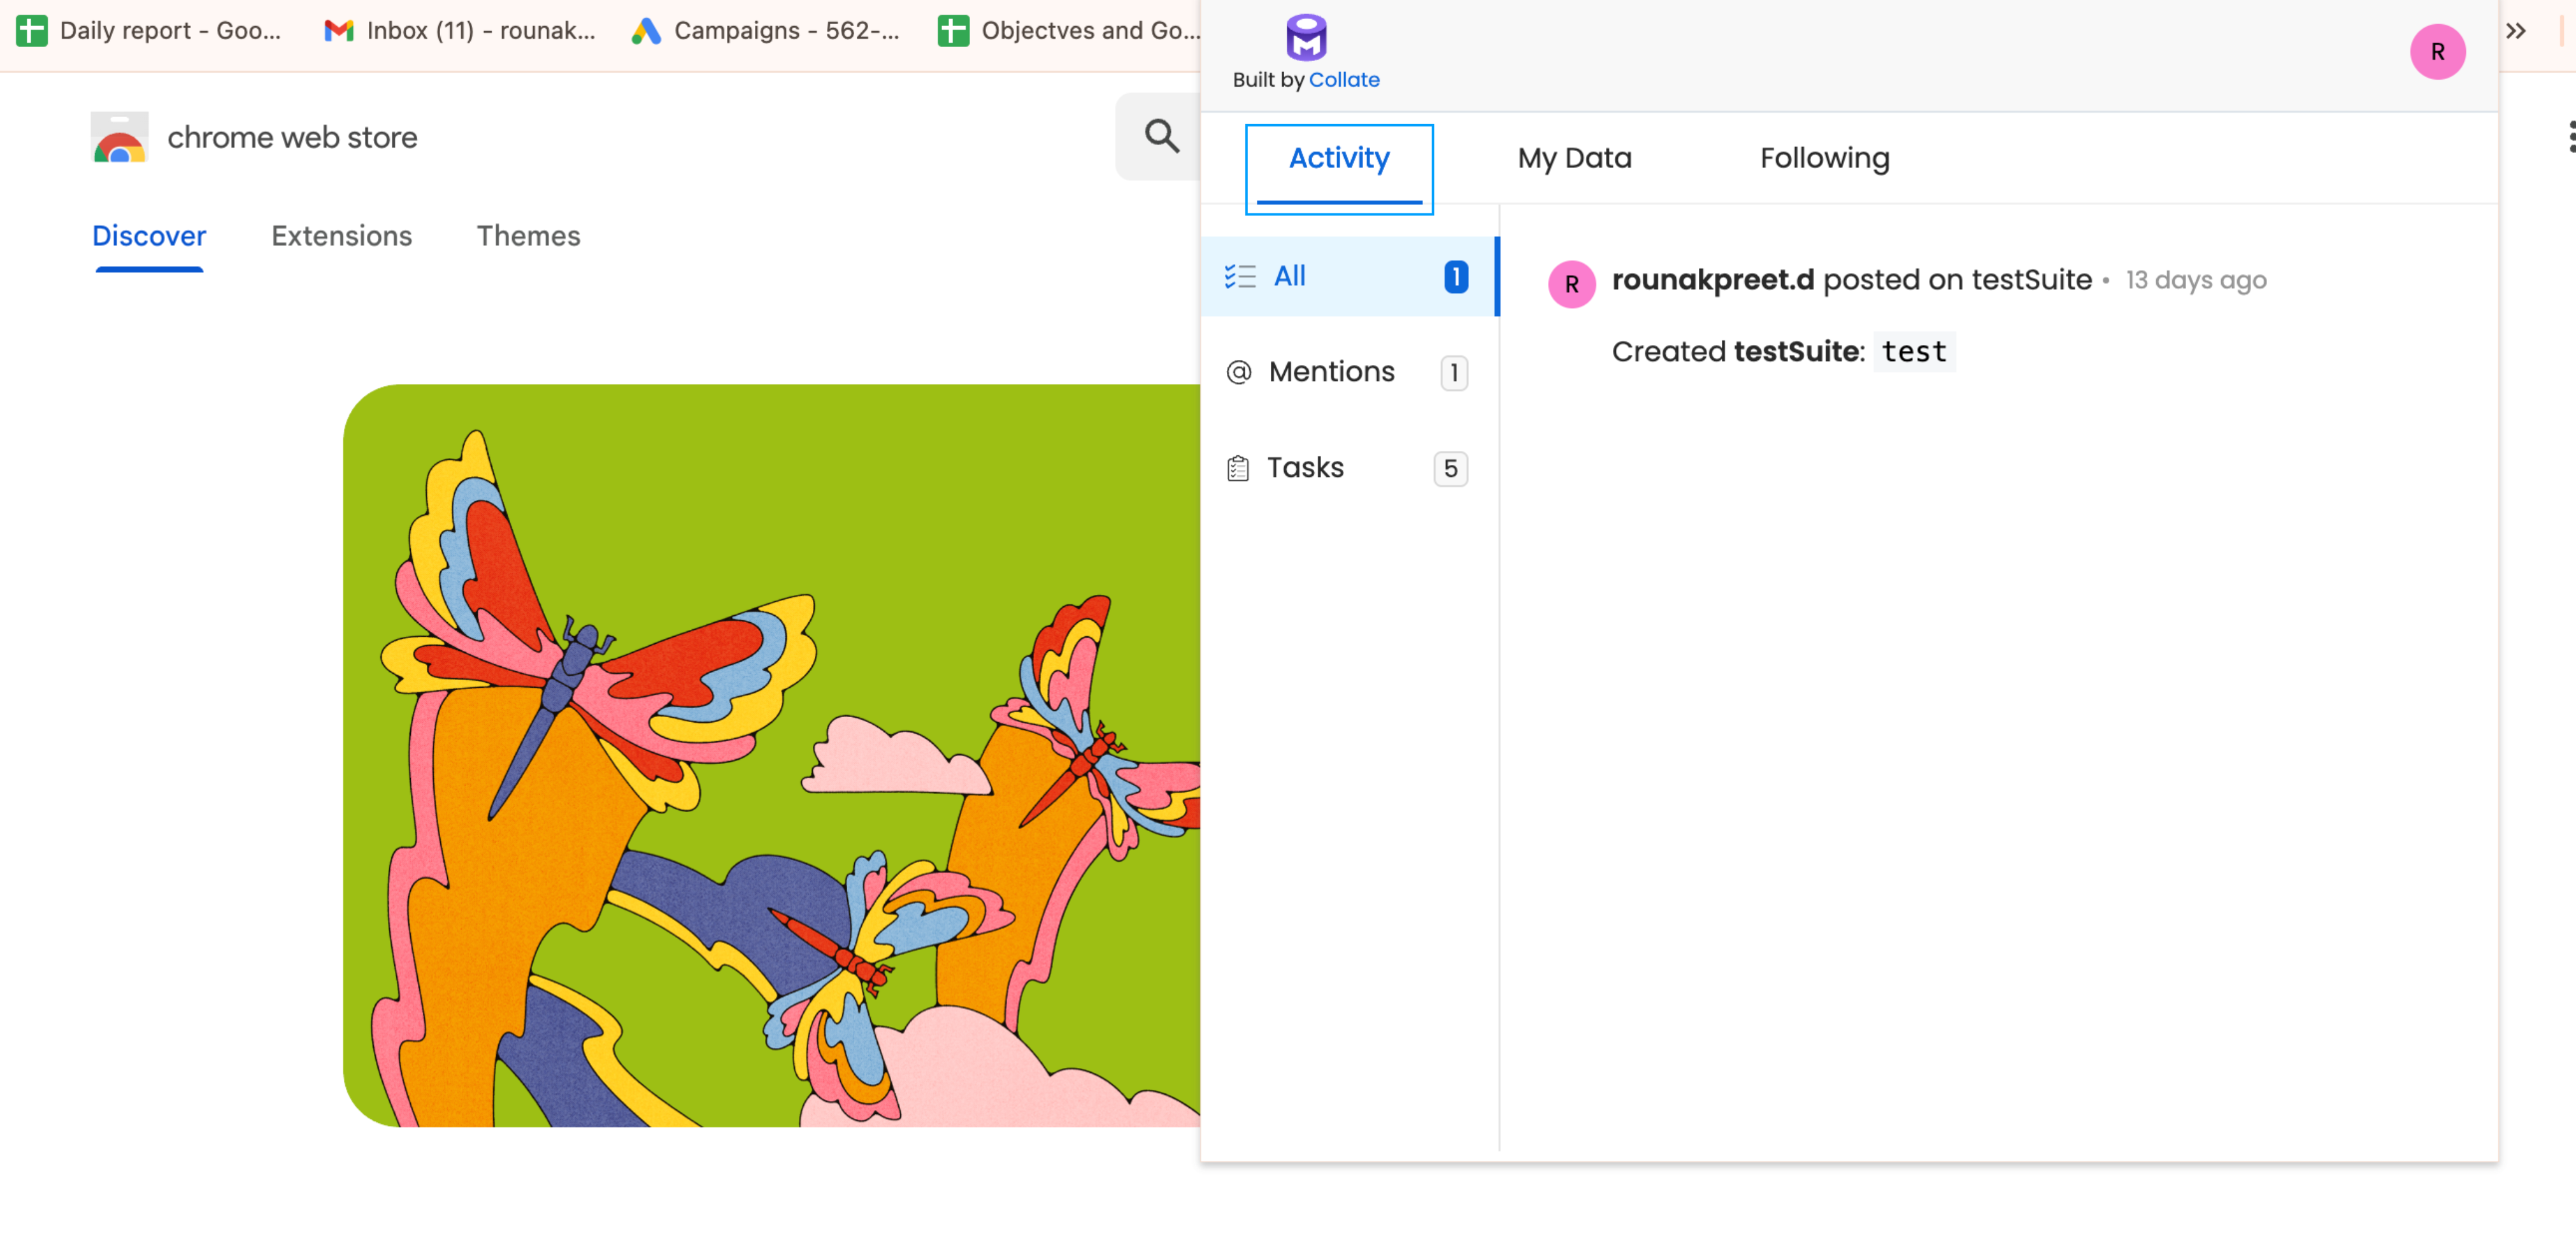 Daily report - Goo...
Inbox (11) - rounak...
Campaigns - 562-...
Objectves and Go...
Built by Collate
R
chrome web store
Discover
Extensions
Themes
Activity
My Data
Following
All 1
Mentions 1
Tasks 5
R rounakpreet.d posted on testSuite • 13 days ago
Created testSuite: test